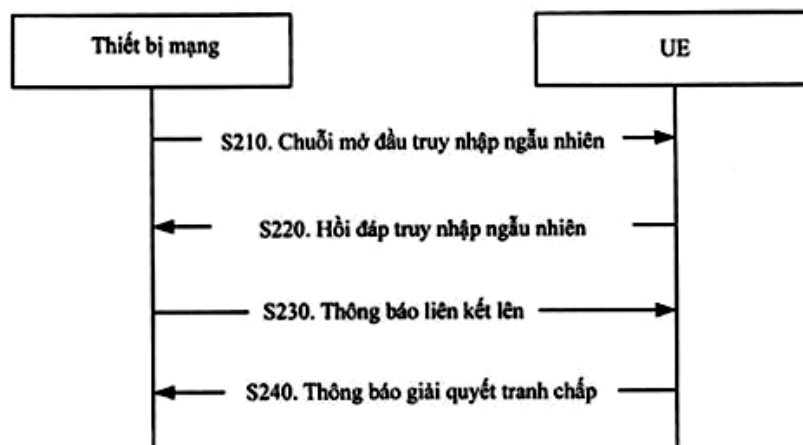 Thiết bị mạng
UE
S210. Chuỗi mở đầu truy nhập ngẫu nhiên
S220. Hồi đáp truy nhập ngẫu nhiên
S230. Thông báo liên kết lên
S240. Thông báo giải quyết tranh chấp